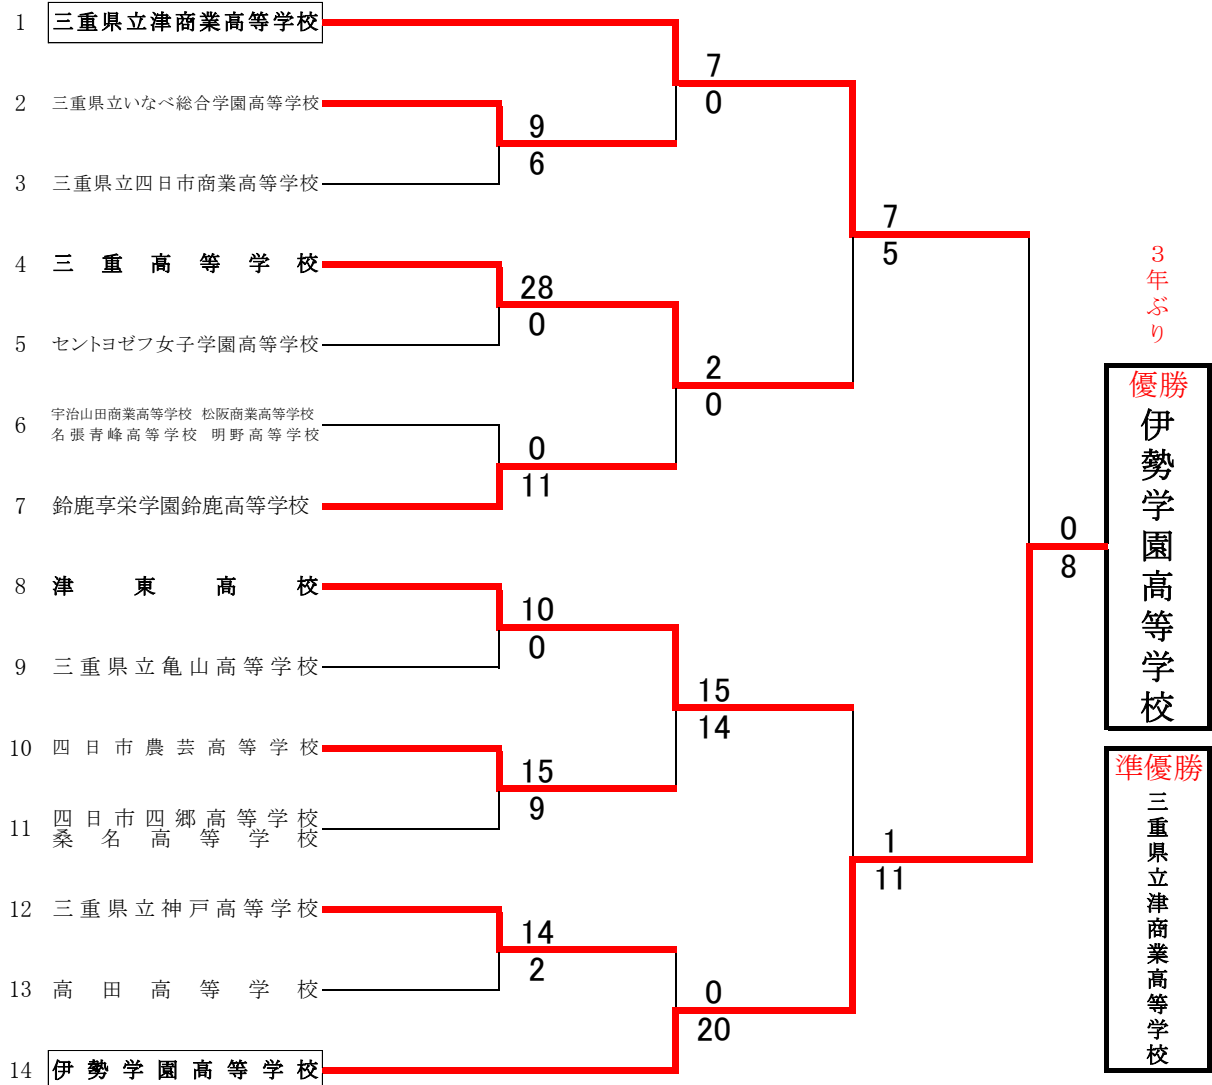 1 三重県立津商業高等学校
2 三重県立いなべ総合学園高等学校
3 三重県立四日市商業高等学校
4 三重高等学校
5 セントヨゼフ女子学園高等学校
6 宇治山田商業高等学校 松阪商業高等学校
名張青峰高等学校 明野高等学校
7 鈴鹿享栄学園鈴鹿高等学校
8 津東高校
9 三重県立亀山高等学校
10 四日市農芸高等学校
11 四日市四郷高等学校
桑名高等学校
12 三重県立神戸高等学校
13 高田高等学校
14 伊勢学園高等学校
9
6
28
0
0
11
10
0
15
9
14
2
7
0
2
0
15
14
0
20
7
5
1
11
0
8
3年ぶり
優勝
伊勢学園高等学校
準優勝
三重県立津商業高等学校